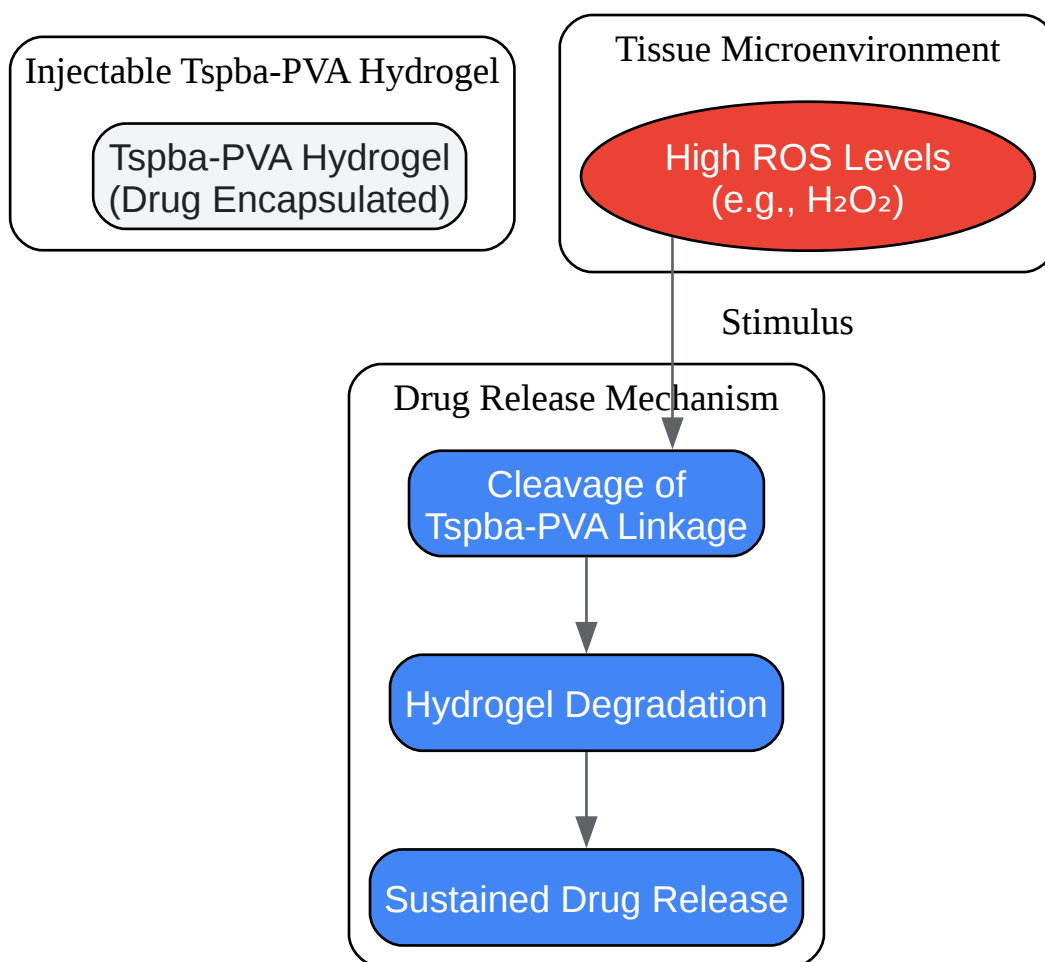 Injectable Tspba-PVA Hydrogel
Tspba-PVA Hydrogel
(Drug Encapsulated)
Tissue Microenvironment
High ROS Levels
(e.g., H₂O₂)
Stimulus
Drug Release Mechanism
Cleavage of
Tspba-PVA Linkage
Hydrogel Degradation
Sustained Drug Release